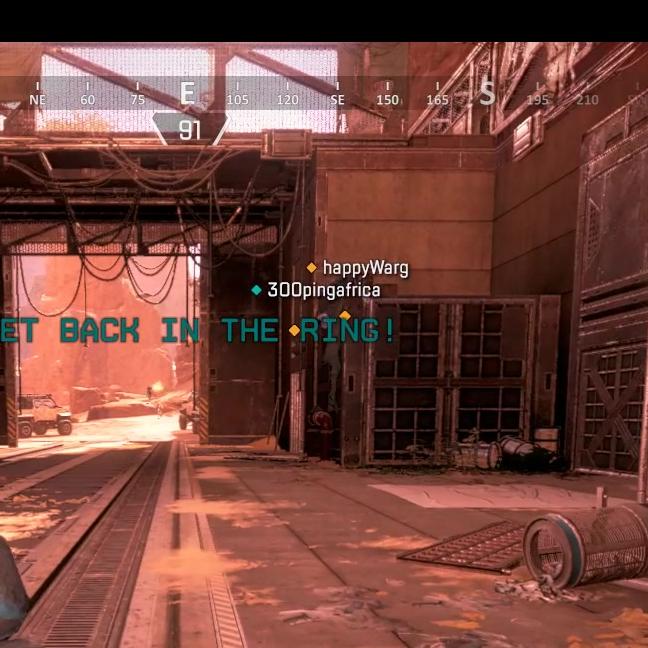 NE 60 75 E 105 120 SE 150 165 S 195 210
91
happyWarg
300pingafrica
ET BACK IN THE RING!